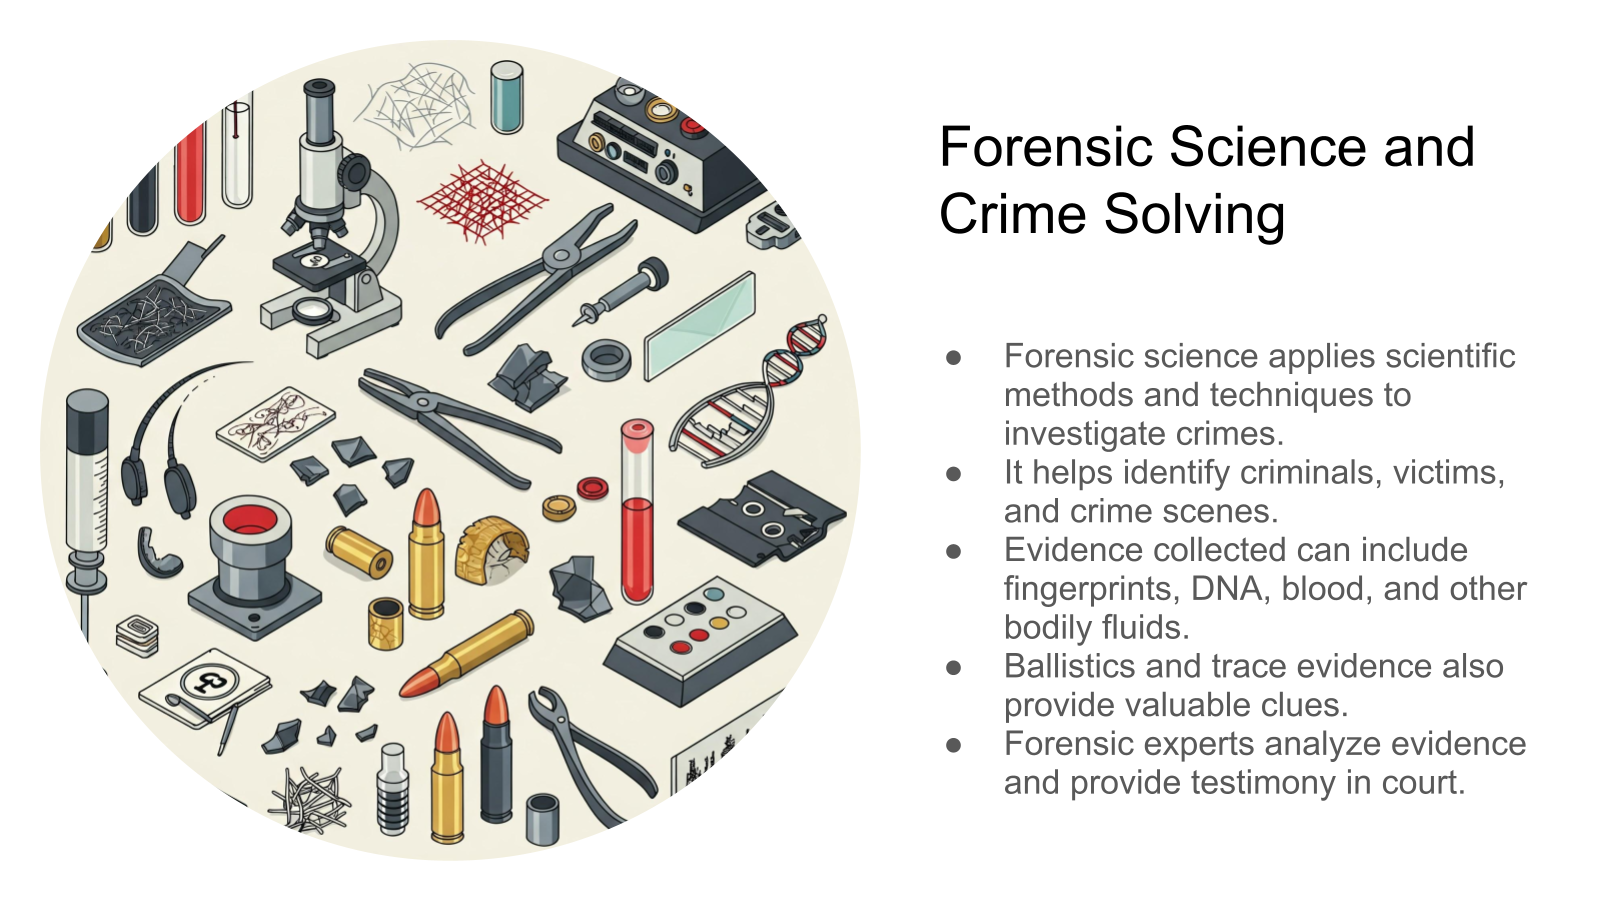 Forensic Science and
Crime Solving
● Forensic science applies scientific
methods and techniques to
investigate crimes.
● It helps identify criminals, victims,
and crime scenes.
● Evidence collected can include
fingerprints, DNA, blood, and other
bodily fluids.
● Ballistics and trace evidence also
provide valuable clues.
● Forensic experts analyze evidence
and provide testimony in court.